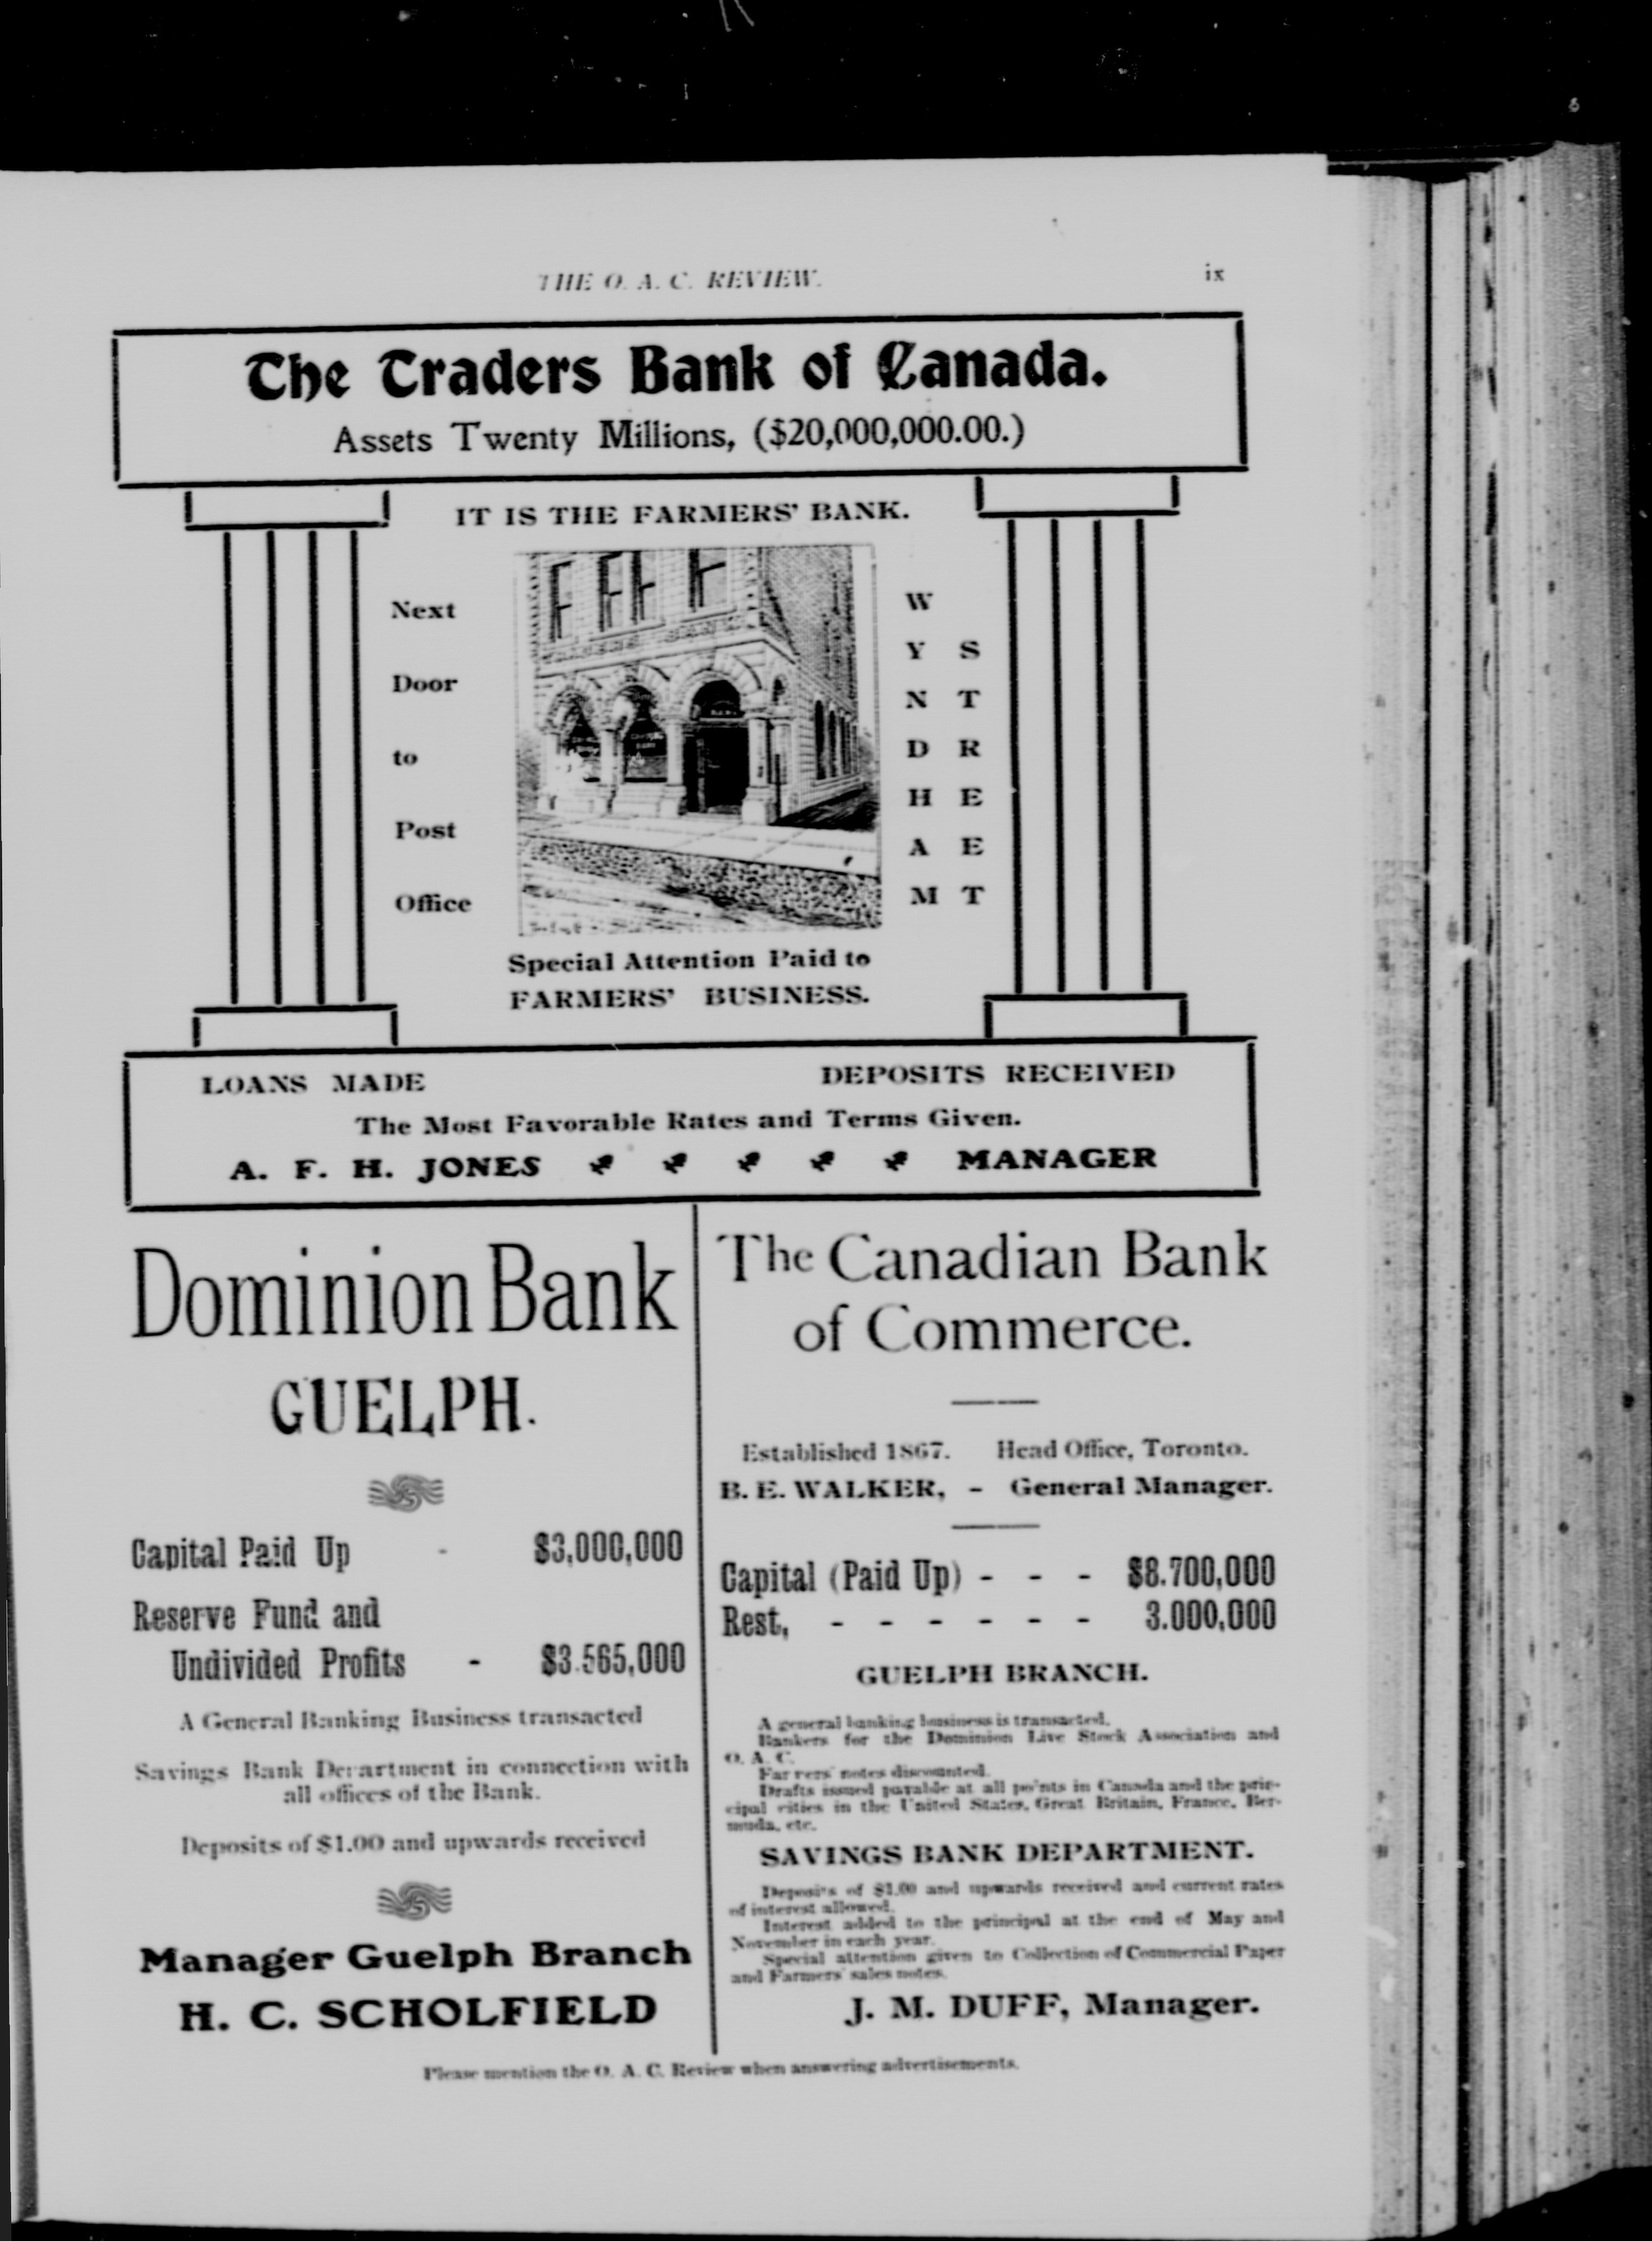 THE O. A. C. REVIEW.
ix
The Traders Bank of Canada.
Assets Twenty Millions, ($20,000,000.00.)
IT IS THE FARMERS' BANK.
Next
Door
to
Post
Office
WYNDHAM
STREET
Special Attention Paid to
FARMERS' BUSINESS.
LOANS MADE
DEPOSITS RECEIVED
The Most Favorable Rates and Terms Given.
A. F. H. JONES MANAGER
Dominion Bank
GUELPH.
Capital Paid Up - $3,000,000
Reserve Fund and
Undivided Profits - $3.565,000
A General Banking Business transacted
Savings Bank Department in connection with
all offices of the Bank.
Deposits of $1.00 and upwards received
Manager Guelph Branch
H. C. SCHOLFIELD
The Canadian Bank
of Commerce.
Established 1867. Head Office, Toronto.
B. E. WALKER, - General Manager.
Capital (Paid Up) - - - $8.700,000
Rest, - - - - - - 3.000,000
GUELPH BRANCH.
A general banking business is transacted.
Bankers for the Dominion Live Stock Association and
O. A. C.
Farmers' notes discounted.
Drafts issued payable at all points in Canada and the prin-
cipal cities in the United States, Great Britain, France, Ber-
muda, etc.
SAVINGS BANK DEPARTMENT.
Deposits of $1.00 and upwards received and current rates
of interest allowed.
Interest added to the principal at the end of May and
November in each year.
Special attention given to Collection of Commercial Paper
and Farmers' sales notes.
J. M. DUFF, Manager.
Please mention the O. A. C. Review when answering advertisements.